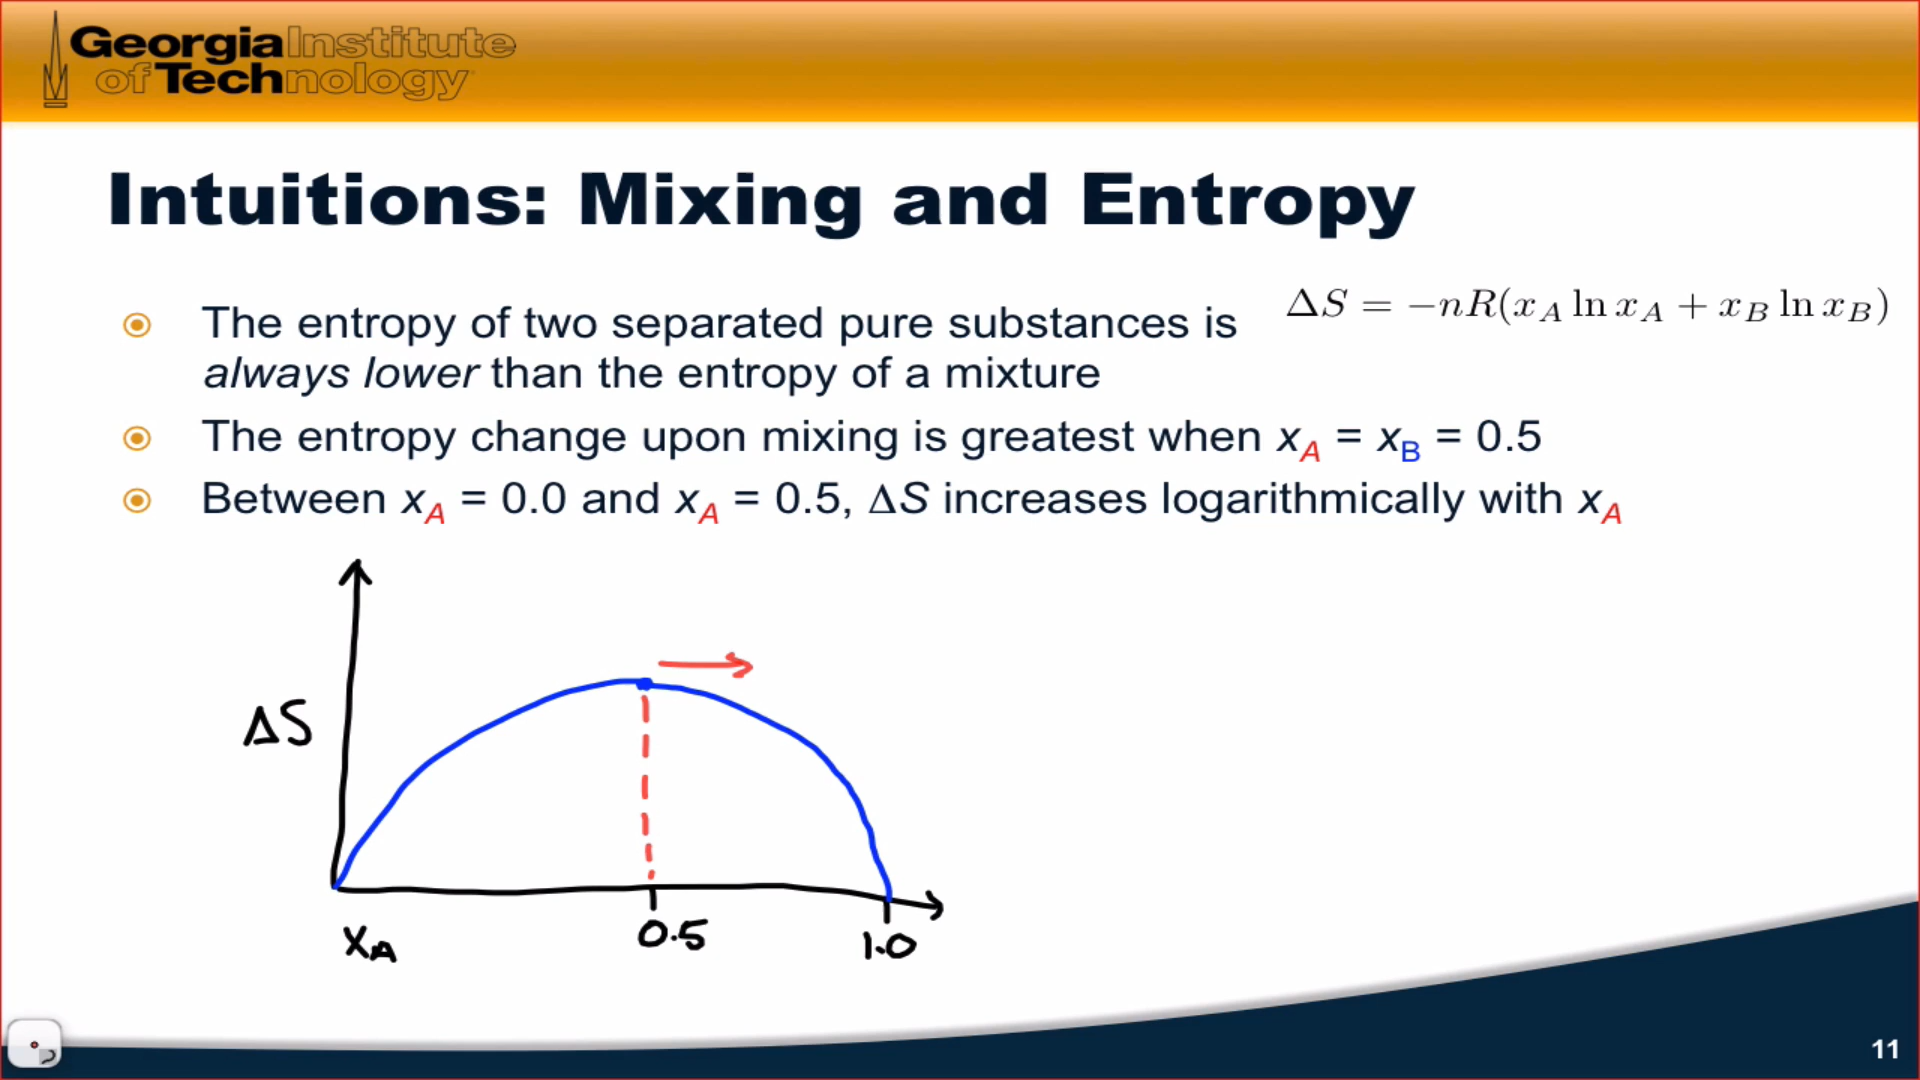 Georgia Institute
of Technology
Intuitions: Mixing and Entropy
The entropy of two separated pure substances is
always lower than the entropy of a mixture
ΔS = −nR(x_A ln x_A + x_B ln x_B)
The entropy change upon mixing is greatest when x_A = x_B = 0.5
Between x_A = 0.0 and x_A = 0.5, ΔS increases logarithmically with x_A
ΔS
x_A
0.5
1.0
11